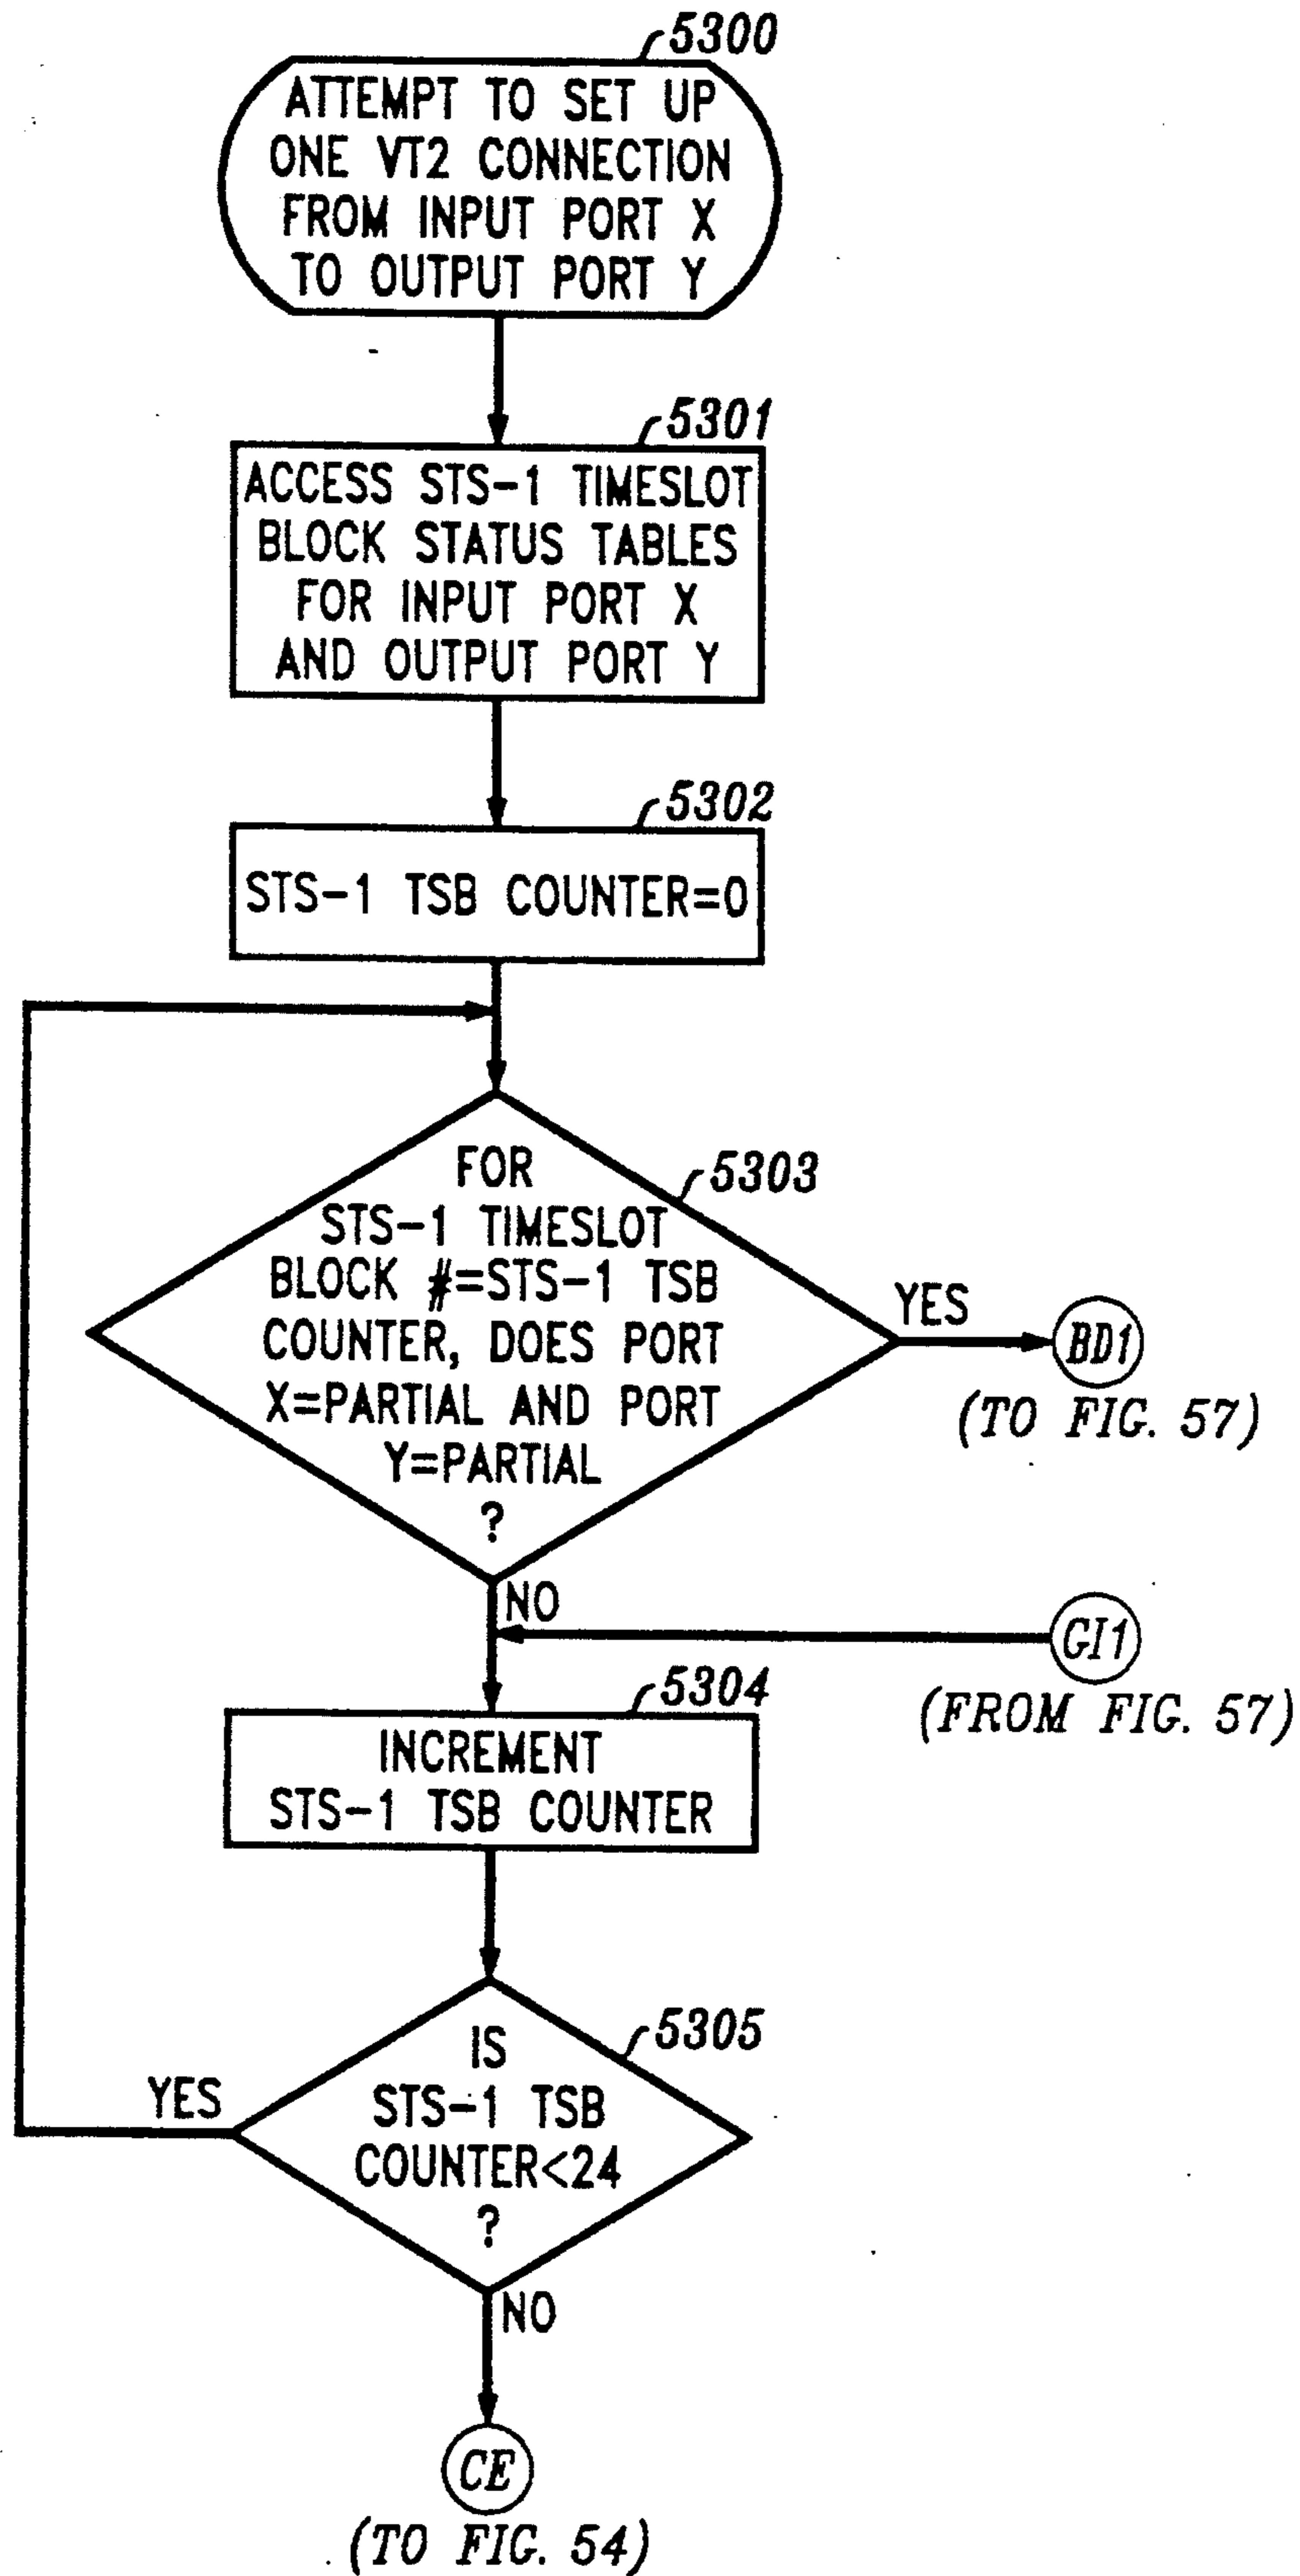 5300
ATTEMPT TO SET UP
ONE VT2 CONNECTION
FROM INPUT PORT X
TO OUTPUT PORT Y
5301
ACCESS STS-1 TIMESLOT
BLOCK STATUS TABLES
FOR INPUT PORT X
AND OUTPUT PORT Y
5302
STS-1 TSB COUNTER=0
5303
FOR
STS-1 TIMESLOT
BLOCK #=STS-1 TSB
COUNTER, DOES PORT
X=PARTIAL AND PORT
Y=PARTIAL
?
YES
BD1
(TO FIG. 57)
NO
GI1
(FROM FIG. 57)
5304
INCREMENT
STS-1 TSB COUNTER
5305
IS
STS-1 TSB
COUNTER<24
?
YES
NO
CE
(TO FIG. 54)